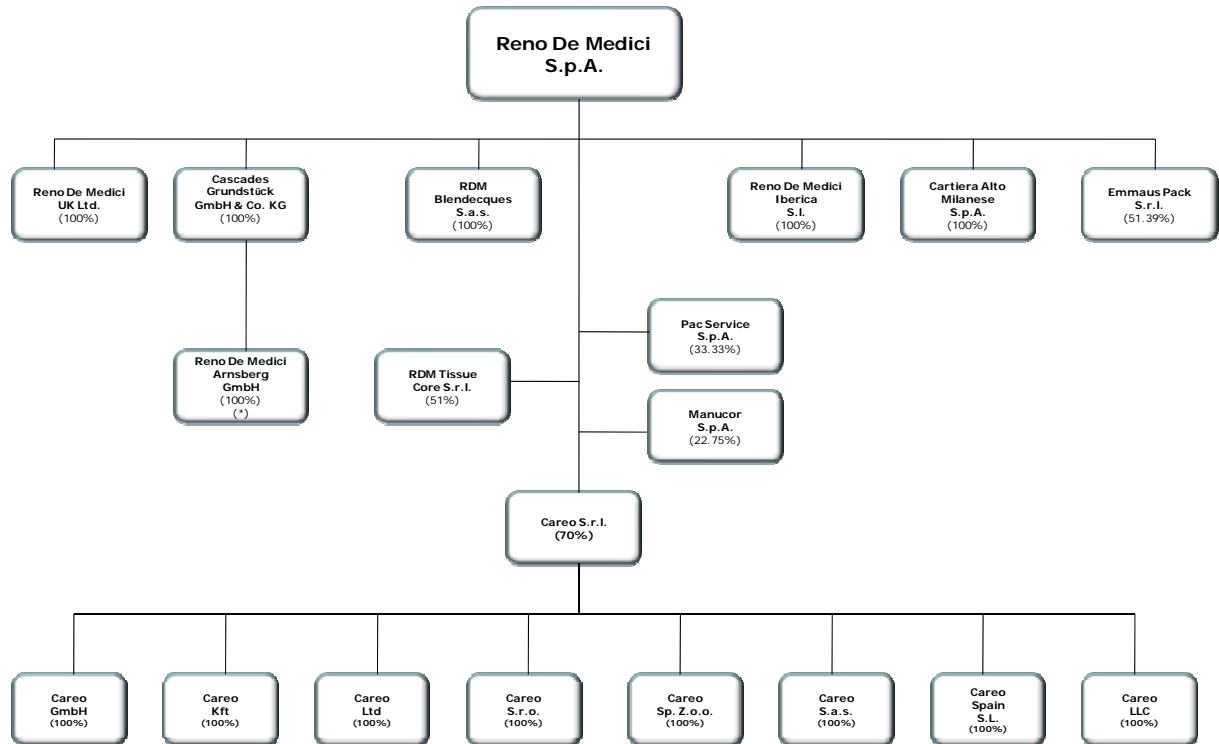 Reno De Medici
S.p.A.
Reno De Medici
UK Ltd.
(100%)
Cascades
Grundstück
GmbH & Co. KG
(100%)
RDM
Blendecques
S.a.s.
(100%)
Reno De Medici
Iberica
S.l.
(100%)
Cartiera Alto
Milanese
S.p.A.
(100%)
Emmaus Pack
S.r.l.
(51.39%)
Pac Service
S.p.A.
(33.33%)
Reno De Medici
Arnsberg
GmbH
(100%)
(*)
RDM Tissue
Core S.r.l.
(51%)
Manucor
S.p.A.
(22.75%)
Careo S.r.l.
(70%)
Careo
GmbH
(100%)
Careo
Kft
(100%)
Careo
Ltd
(100%)
Careo
S.r.o.
(100%)
Careo
Sp. Z.o.o.
(100%)
Careo
S.a.s.
(100%)
Careo
Spain
S.L.
(100%)
Careo
LLC
(100%)